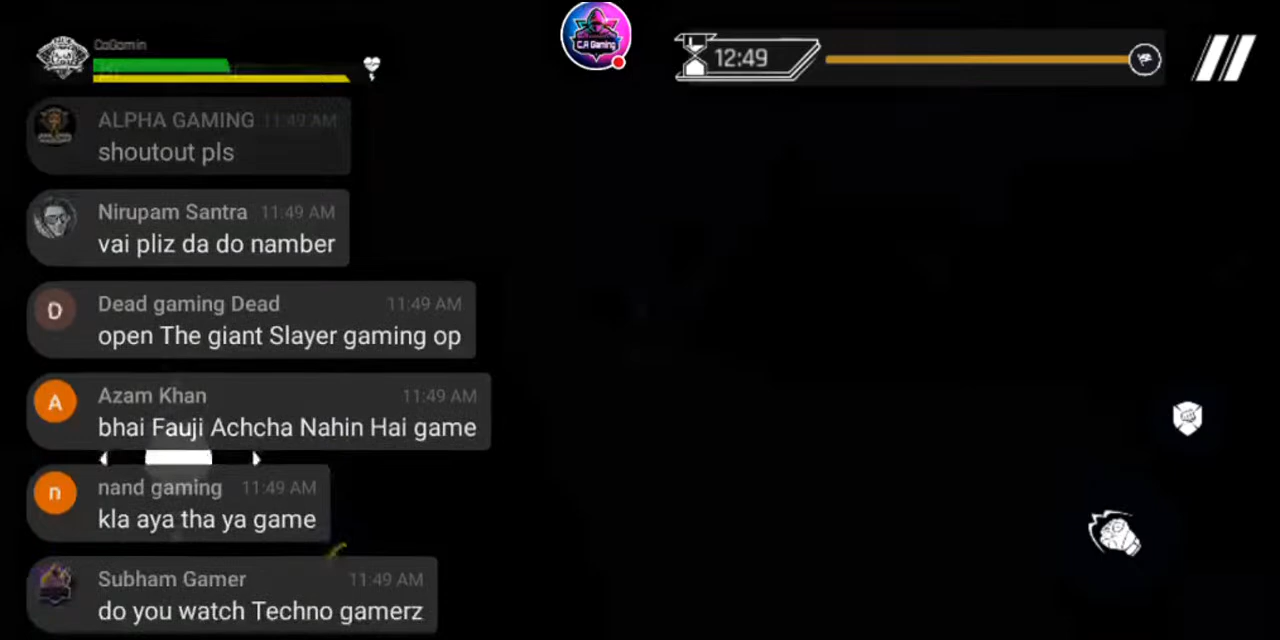 CaGamin
C.A Gaming
12:49
ALPHA GAMING 11:49 AM
shoutout pls
Nirupam Santra 11:49 AM
vai pliz da do namber
D
Dead gaming Dead 11:49 AM
open The giant Slayer gaming op
A
Azam Khan 11:49 AM
bhai Fauji Achcha Nahin Hai game
n
nand gaming 11:49 AM
kla aya tha ya game
Subham Gamer 11:49 AM
do you watch Techno gamerz